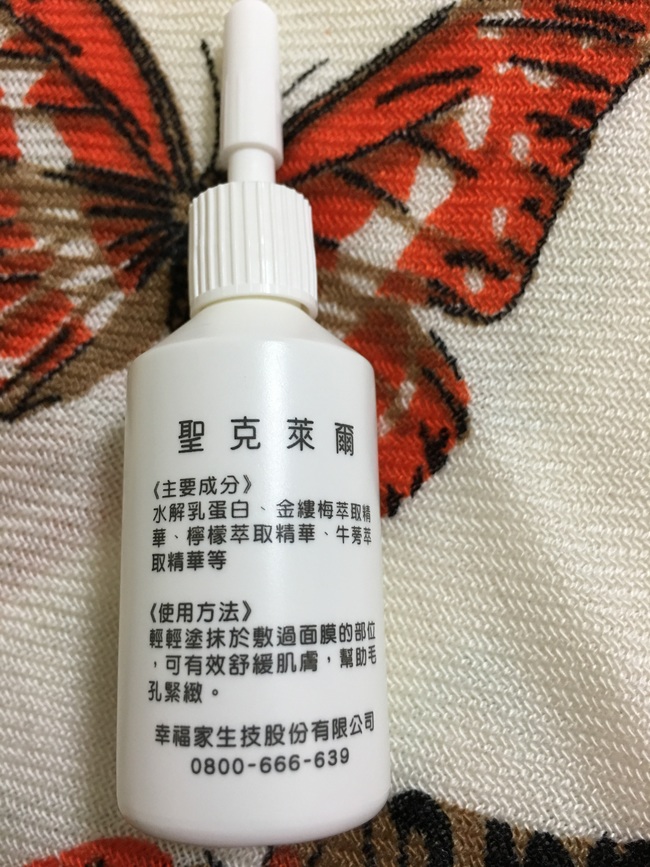 聖克萊爾
《主要成分》
水解乳蛋白、金縷梅萃取精
華、檸檬萃取精華、牛蒡萃
取精華等
《使用方法》
輕輕塗抹於敷過面膜的部位
，可有效舒緩肌膚，幫助毛
孔緊緻。
幸福家生技股份有限公司
0800-666-639